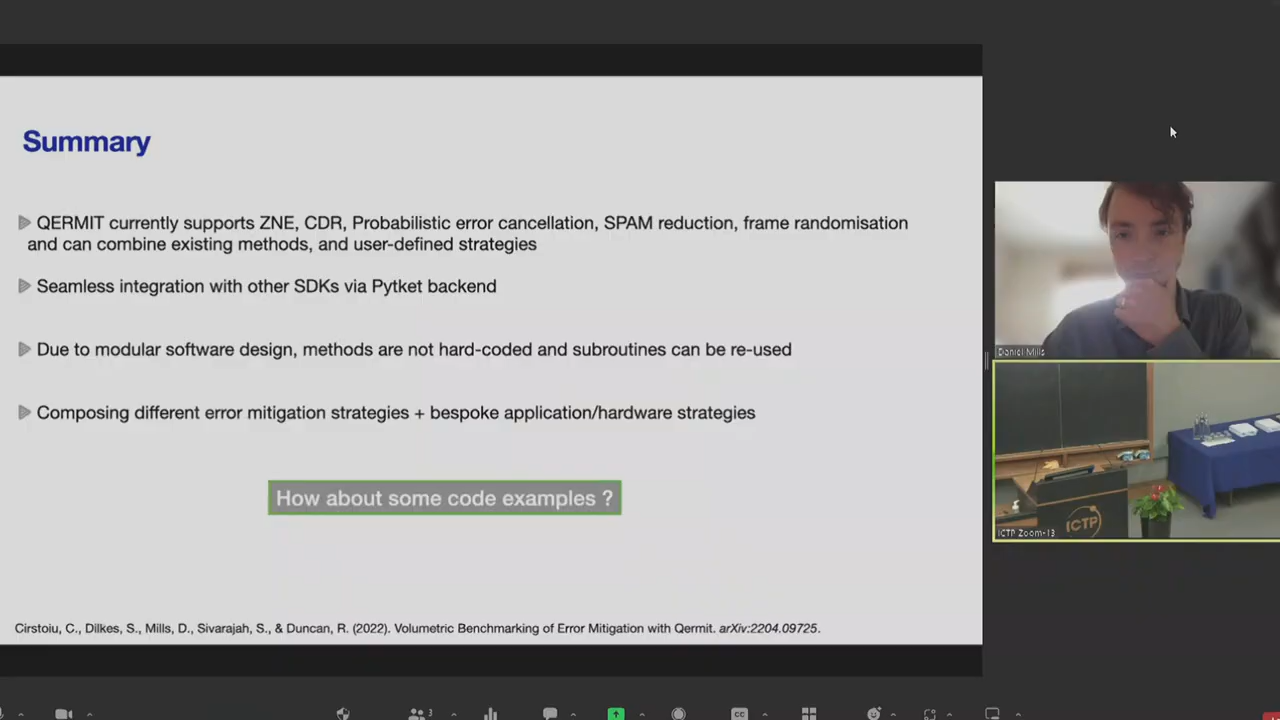 Summary
QERMIT currently supports ZNE, CDR, Probabilistic error cancellation, SPAM reduction, frame randomisation
and can combine existing methods, and user-defined strategies
Seamless integration with other SDKs via Pytket backend
Due to modular software design, methods are not hard-coded and subroutines can be re-used
Composing different error mitigation strategies + bespoke application/hardware strategies
How about some code examples ?
Cirstoiu, C., Dilkes, S., Mills, D., Sivarajah, S., & Duncan, R. (2022). Volumetric Benchmarking of Error Mitigation with Qermit. arXiv:2204.09725.
Daniel Mills
ICTP
ICTP Zoom-13
3
CC